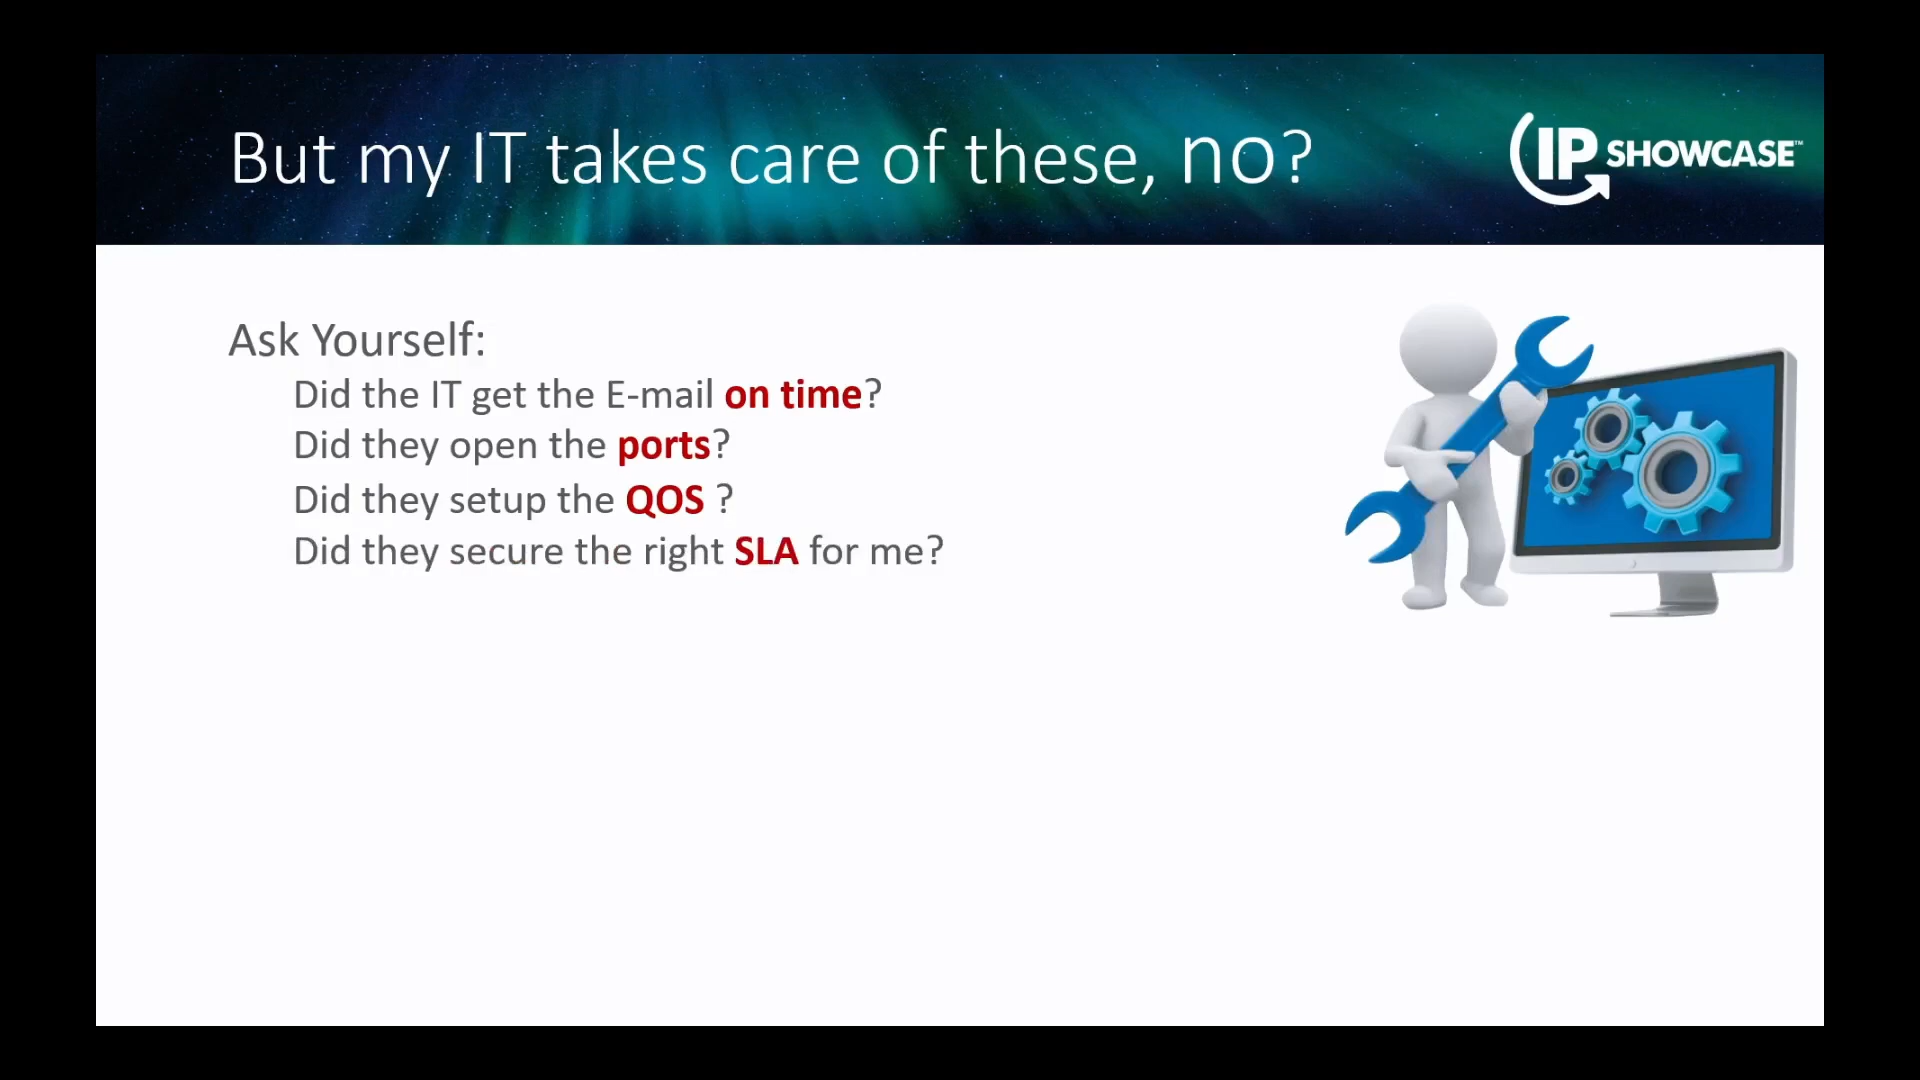 But my IT takes care of these, no?
IP SHOWCASE™
Ask Yourself:
Did the IT get the E-mail on time?
Did they open the ports?
Did they setup the QOS ?
Did they secure the right SLA for me?